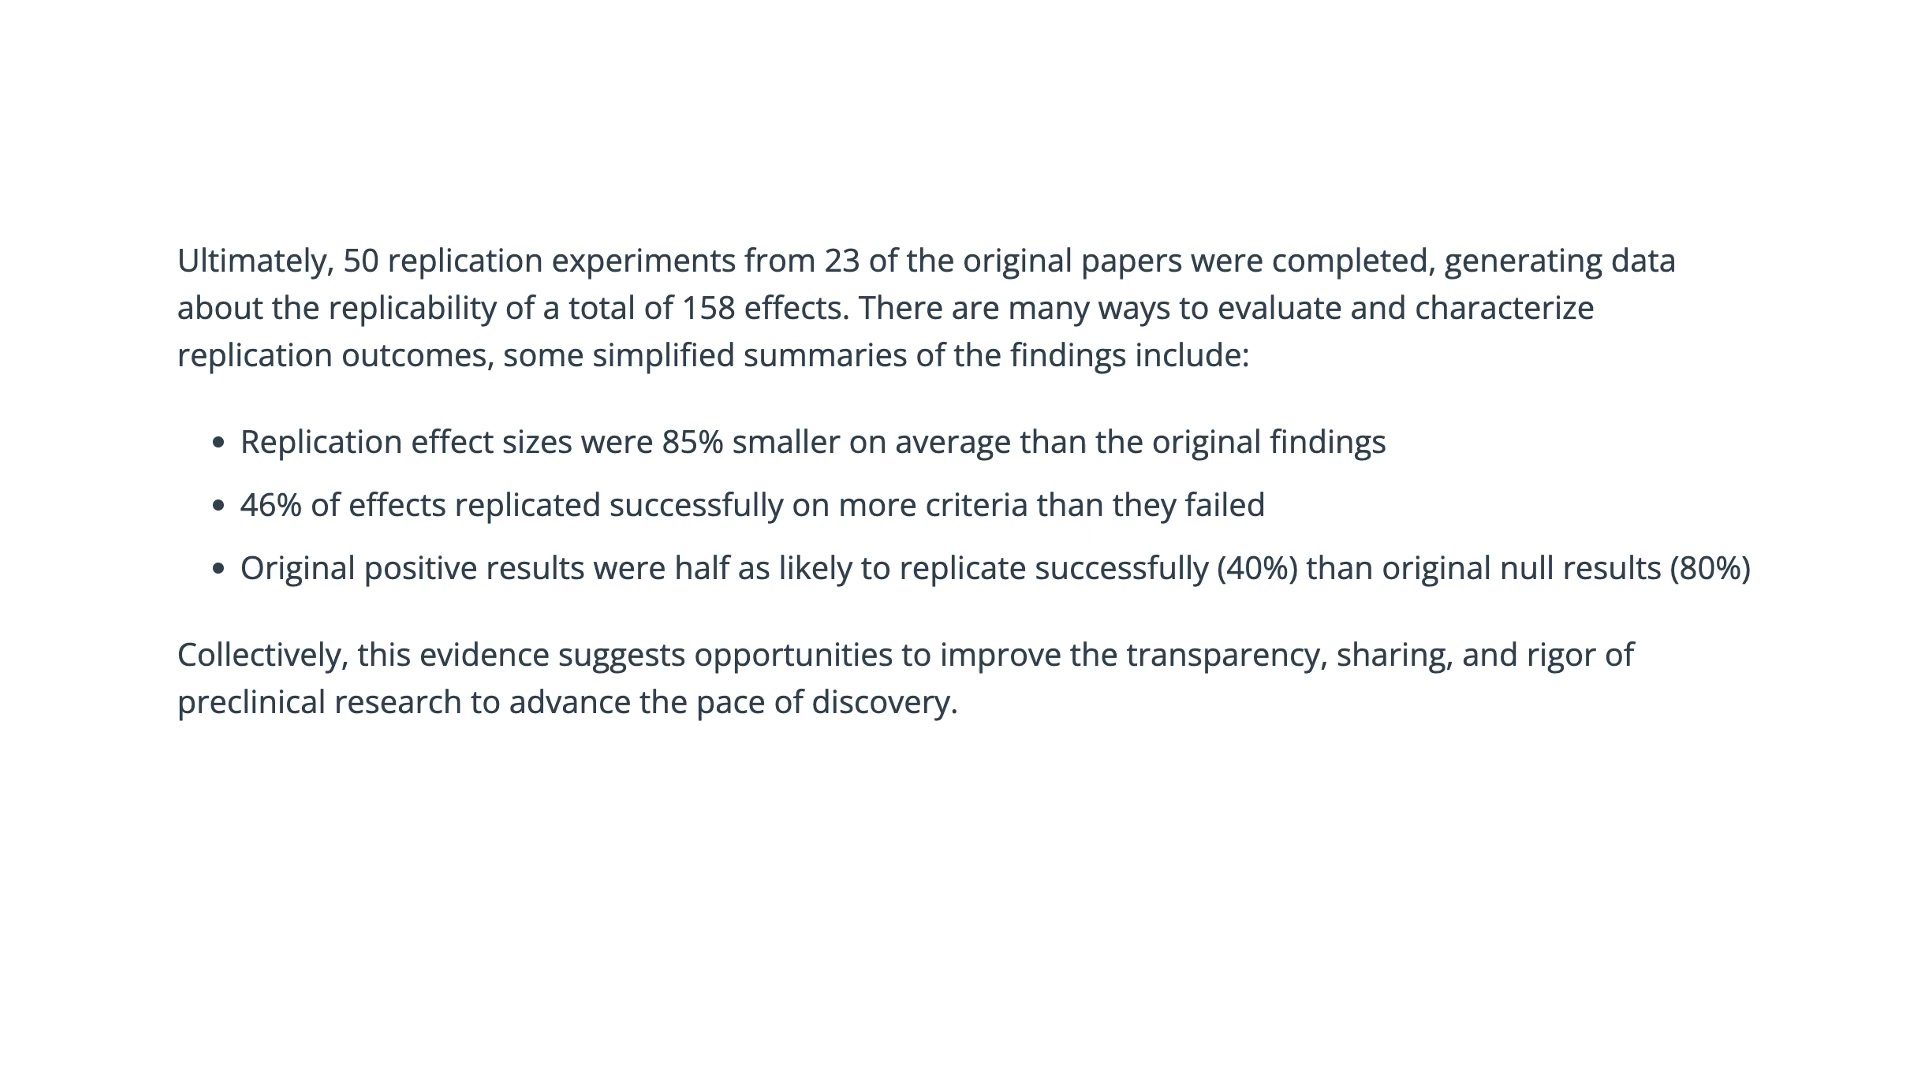 Ultimately, 50 replication experiments from 23 of the original papers were completed, generating data
about the replicability of a total of 158 effects. There are many ways to evaluate and characterize
replication outcomes, some simplified summaries of the findings include:
• Replication effect sizes were 85% smaller on average than the original findings
• 46% of effects replicated successfully on more criteria than they failed
• Original positive results were half as likely to replicate successfully (40%) than original null results (80%)
Collectively, this evidence suggests opportunities to improve the transparency, sharing, and rigor of
preclinical research to advance the pace of discovery.